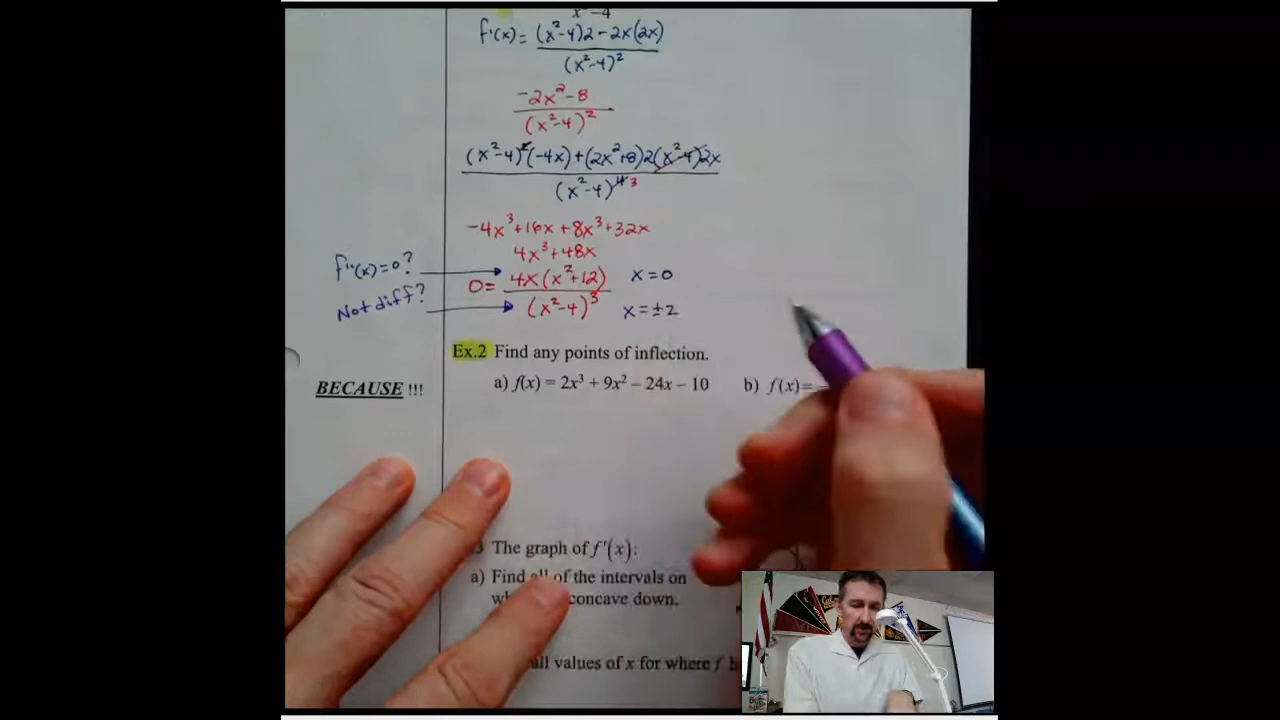 x²-4
f'(x)= (x²-4)2-2x(2x)
(x²-4)²
-2x²-8
(x²-4)²
(x²-4)²(-4x)+(2x²+8)2(x²-4)2x
(x²-4)⁴ 3
-4x³+16x+8x³+32x
4x³+48x
f''(x)=0?
0= 4x(x²+12) x=0
Not diff?
(x²-4)³ x=±2
Ex.2 Find any points of inflection.
a) f(x) = 2x³ + 9x² – 24x – 10 b) f(x)=
BECAUSE !!!
3 The graph of f'(x):
a) Find all of the intervals on
concave down.
all values of x for where f